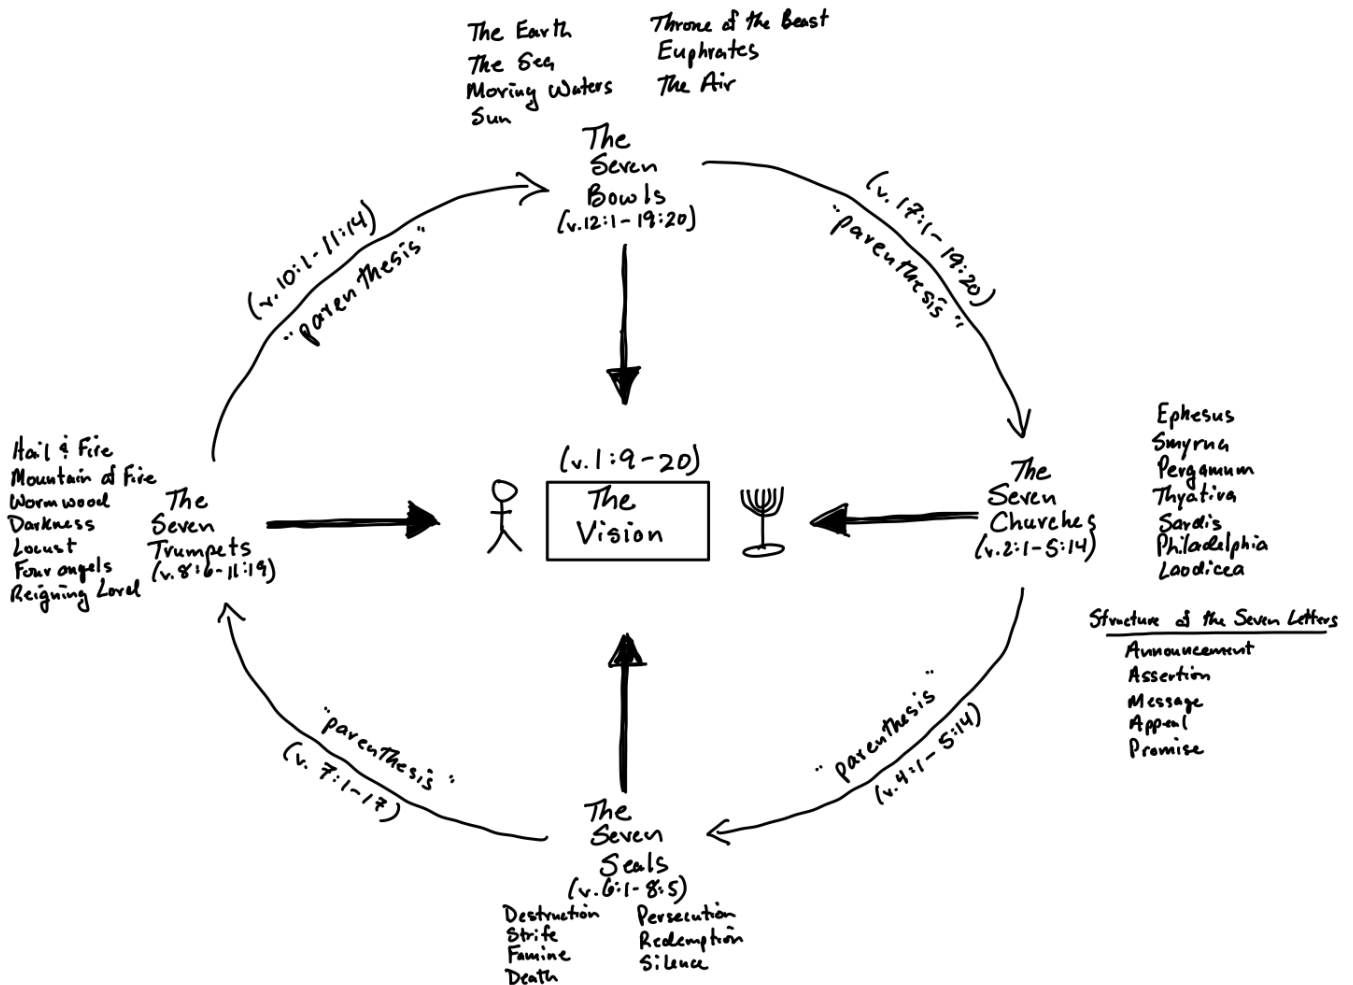 The Earth
The Sea
Moving Waters
Sun
Throne of the Beast
Euphrates
The Air
The
Seven
Bowls
(v.12:1-19:20)
(v.10:1-11:14)
"parenthesis"
(v.17:1-19:20)
"parenthesis"
(v.1:9-20)
The
Vision
Hail & Fire
Mountain of Fire
Wormwood
Darkness
Locust
Four angels
Reigning Lord
The
Seven
Trumpets
(v.8:6-11:19)
The
Seven
Churches
(v.2:1-5:14)
Ephesus
Smyrna
Pergamum
Thyatira
Sardis
Philadelphia
Laodicea
Structure of the Seven Letters
Announcement
Assertion
Message
Appeal
Promise
"parenthesis"
(v. 7:1-17)
"parenthesis"
(v.4:1-5:14)
The
Seven
Seals
(v.6:1-8:5)
Destruction
Strife
Famine
Death
Persecution
Redemption
Silence